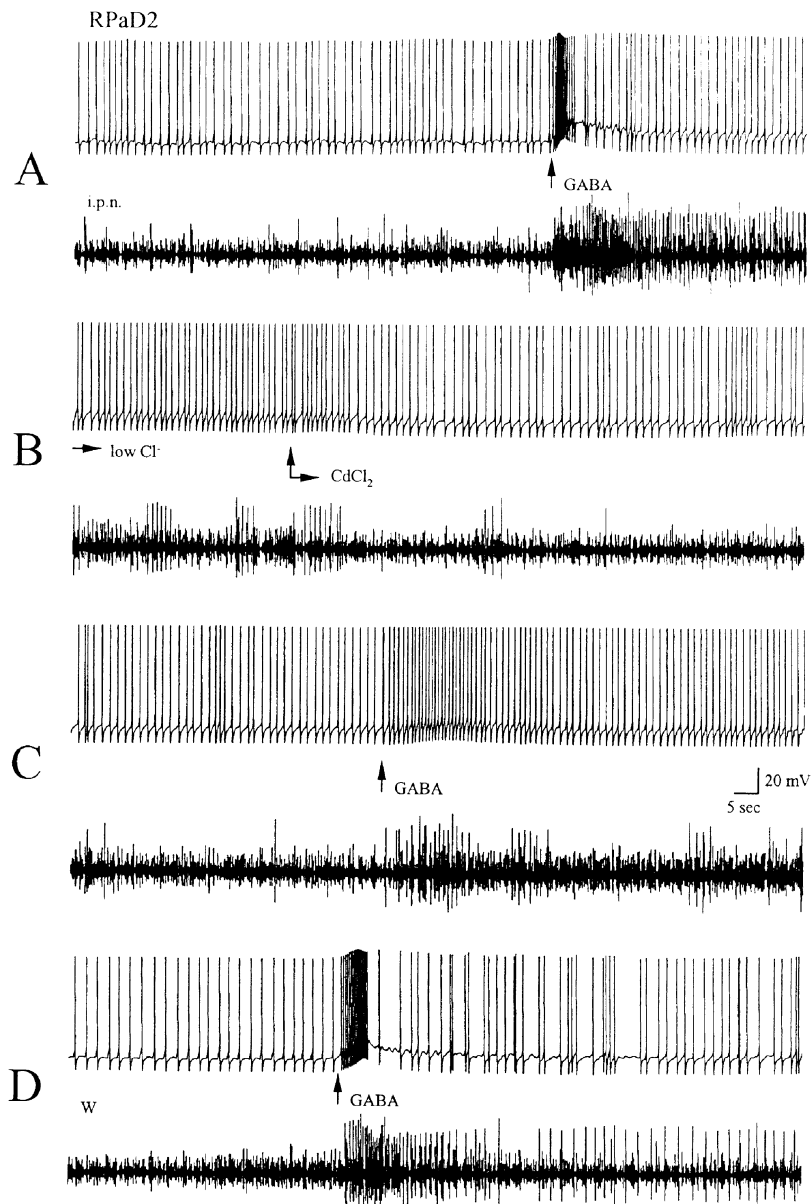 RPaD2
A
GABA
i.p.n.
B
low Cl⁻
CdCl₂
C
GABA
20 mV
5 sec
D
GABA
W